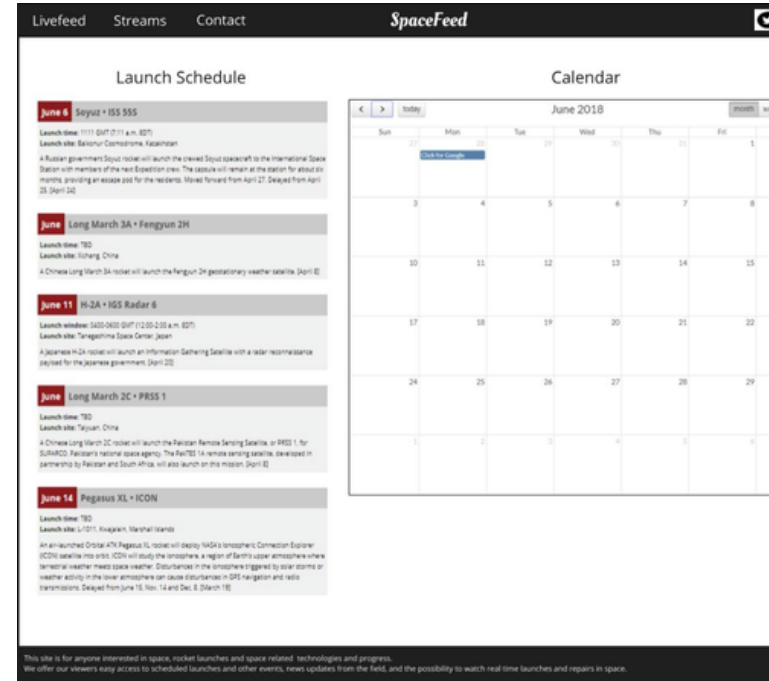 Livefeed Streams Contact SpaceFeed
Launch Schedule
June 6 Soyuz • ISS 55S
Launch time: 1111 GMT (7:11 a.m. EDT)
Launch site: Baikonur Cosmodrome, Kazakhstan
A Russian government Soyuz rocket will launch the crewed Soyuz spacecraft to the International Space
Station with members of the next Expedition crew. The capsule will remain at the station for about six
months, providing an escape pod for the residents. Moved forward from April 27. Delayed from April
25. [April 24]
June Long March 3A • Fengyun 2H
Launch time: TBD
Launch site: Xichang, China
A Chinese Long March 3A rocket will launch the Fengyun 2H geostationary weather satellite. [April 8]
June 11 H-2A • IGS Radar 6
Launch window: 0400-0600 GMT (12:00-2:00 a.m. EDT)
Launch site: Tanegashima Space Center, Japan
A Japanese H-2A rocket will launch an Information Gathering Satellite with a radar reconnaissance
payload for the Japanese government. [April 20]
June Long March 2C • PRSS 1
Launch time: TBD
Launch site: Taiyuan, China
A Chinese Long March 2C rocket will launch the Pakistan Remote Sensing Satellite, or PRSS 1, for
SUPARCO, Pakistan's national space agency. The PakTES 1A remote sensing satellite, developed in
partnership by Pakistan and South Africa, will also launch on this mission. [April 8]
June 14 Pegasus XL • ICON
Launch time: TBD
Launch site: L-1011, Kwajalein, Marshall Islands
An air-launched Orbital ATK Pegasus XL rocket will deploy NASA's Ionospheric Connection Explorer
(ICON) satellite into orbit. ICON will study the ionosphere, a region of Earth's upper atmosphere where
terrestrial weather meets space weather. Disturbances in the ionosphere triggered by solar storms or
weather activity in the lower atmosphere can cause disturbances in GPS navigation and radio
transmissions. Delayed from June 15, Nov. 14 and Dec. 8. [March 19]
Calendar
< > today June 2018 month
Sun Mon Tue Wed Thu Fri
27 28 29 30 31 1
Click for Google
3 4 5 6 7 8
10 11 12 13 14 15
17 18 19 20 21 22
24 25 26 27 28 29
1 2 3 4 5 6
This site is for anyone interested in space, rocket launches and space related technologies and progress.
We offer our viewers easy access to scheduled launches and other events, news updates from the field, and the possibility to watch real time launches and repairs in space.